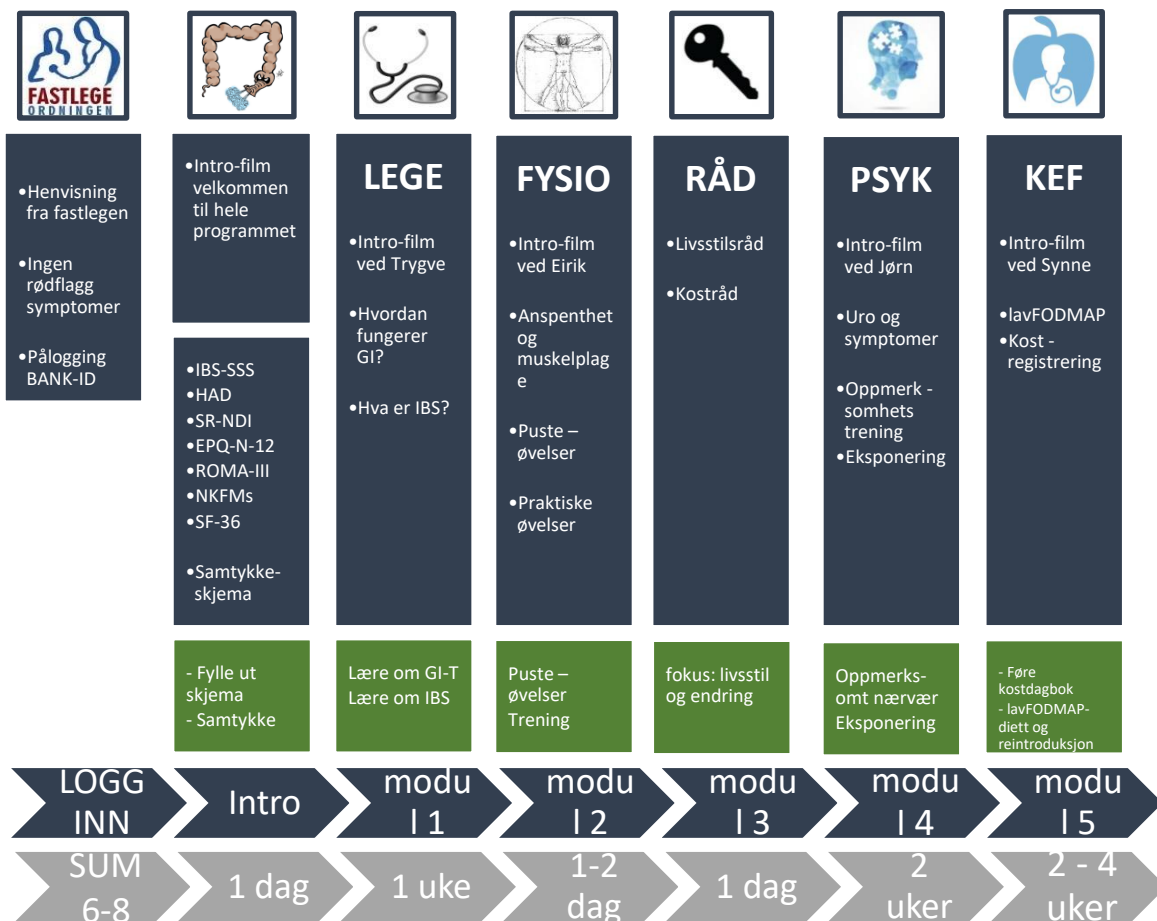 FASTLEGE
ORDNINGEN
•Henvisning
fra fastlegen
•Ingen
rødflagg
symptomer
•Pålogging
BANK-ID
•Intro-film
velkommen
til hele
programmet
•IBS-SSS
•HAD
•SR-NDI
•EPQ-N-12
•ROMA-III
•NKFMs
•SF-36
•Samtykke-
skjema
- Fylle ut
skjema
- Samtykke
LEGE
•Intro-film
ved Trygve
•Hvordan
fungerer
GI?
•Hva er IBS?
Lære om GI-T
Lære om IBS
FYSIO
•Intro-film
ved Eirik
•Anspenthet
og
muskelplag
e
•Puste –
øvelser
•Praktiske
øvelser
Puste –
øvelser
Trening
RÅD
•Livsstilsråd
•Kostråd
fokus: livsstil
og endring
PSYK
•Intro-film
ved Jørn
•Uro og
symptomer
•Oppmerk -
somhets
trening
•Eksponering
Oppmerks-
omt nærvær
Eksponering
KEF
•Intro-film
ved Synne
•lavFODMAP
•Kost -
registrering
- Føre
kostdagbok
- lavFODMAP-
diett og
reintroduksjon
LOGG
INN
Intro
modu
l 1
modu
l 2
modu
l 3
modu
l 4
modu
l 5
SUM
6-8
1 dag
1 uke
1-2
dag
1 dag
2
uker
2 - 4
uker